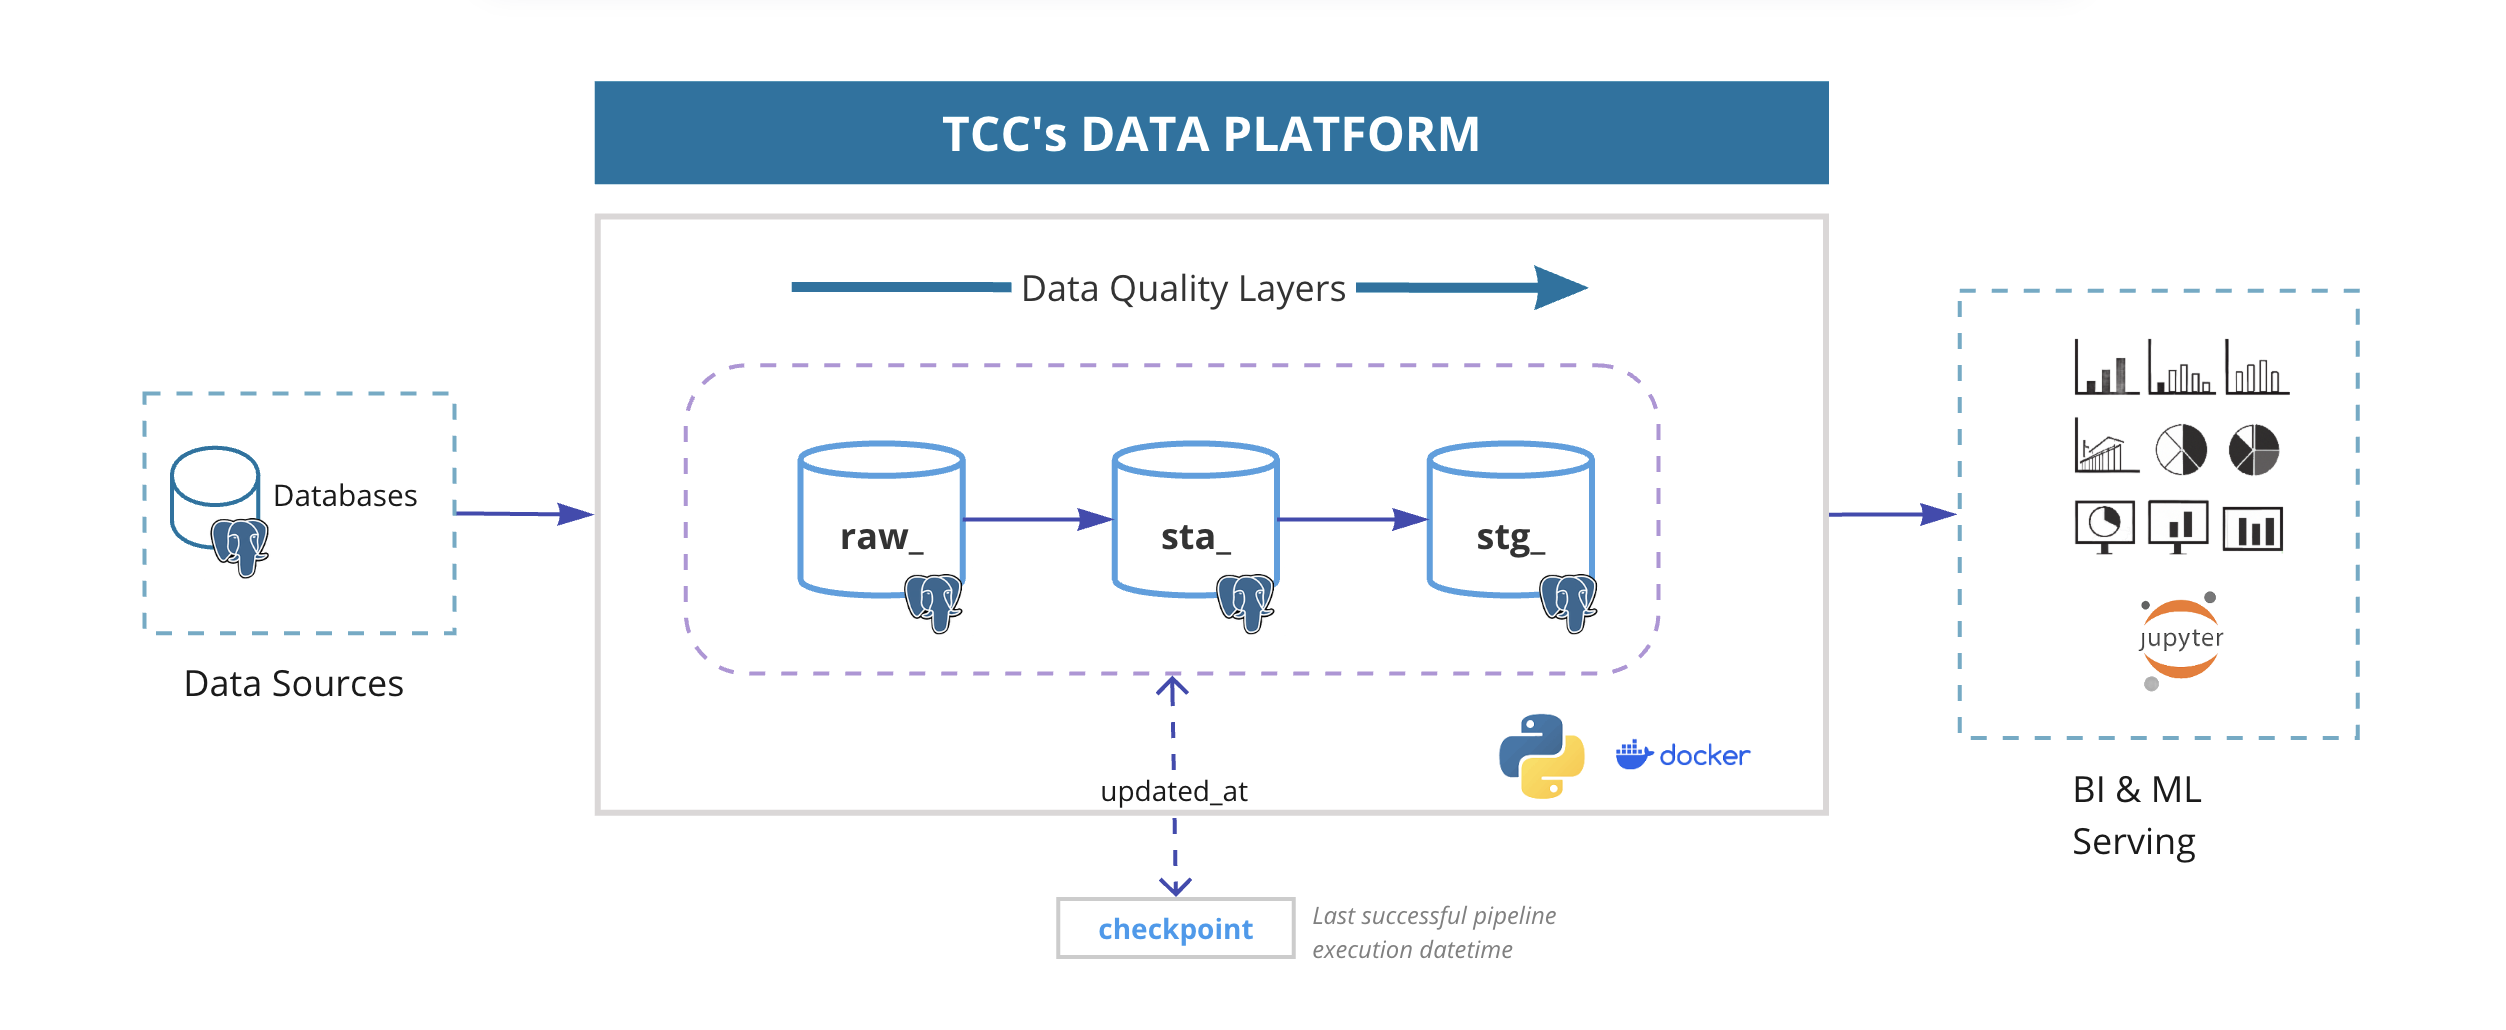 TCC's DATA PLATFORM
Data Quality Layers
Databases
Data Sources
raw_
sta_
stg_
updated_at
docker
checkpoint
Last successful pipeline
execution datetime
jupyter
BI & ML
Serving